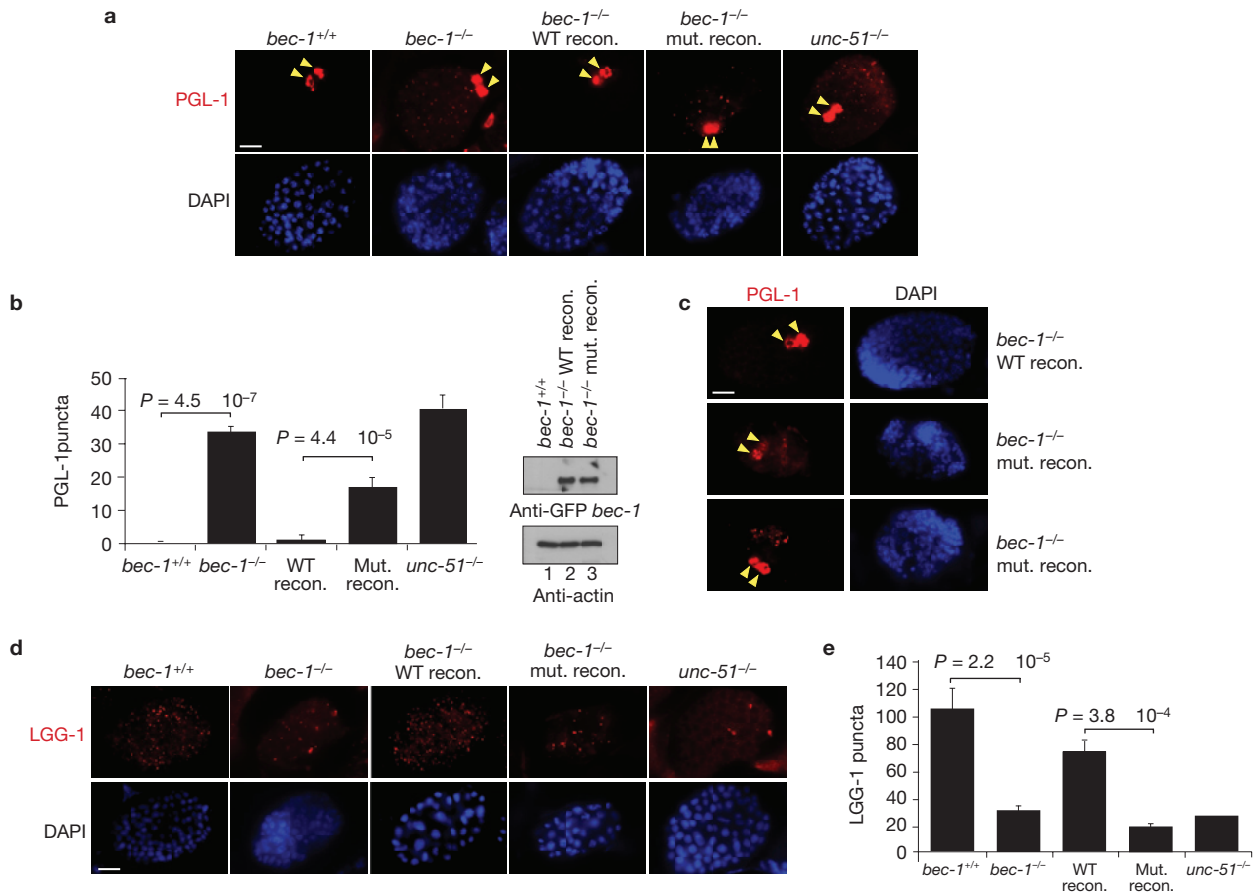 a
bec-1+/+
bec-1–/–
bec-1–/–
WT recon.
bec-1–/–
mut. recon.
unc-51–/–
PGL-1
DAPI
b
PGL-1puncta
50
40
30
20
10
0
P = 4.5 10–7
P = 4.4 10–5
bec-1+/+
bec-1–/–
WT
recon.
Mut.
recon.
unc-51–/–
bec-1+/+
bec-1–/– WT recon.
bec-1–/– mut. recon.
Anti-GFP bec-1
1 2 3
Anti-actin
c
PGL-1
DAPI
bec-1–/–
WT recon.
bec-1–/–
mut. recon.
bec-1–/–
mut. recon.
d
bec-1+/+
bec-1–/–
bec-1–/–
WT recon.
bec-1–/–
mut. recon.
unc-51–/–
LGG-1
DAPI
e
LGG-1 puncta
140
120
100
80
60
40
20
0
P = 2.2 10–5
P = 3.8 10–4
bec-1+/+
bec-1–/–
WT
recon.
Mut.
recon.
unc-51–/–